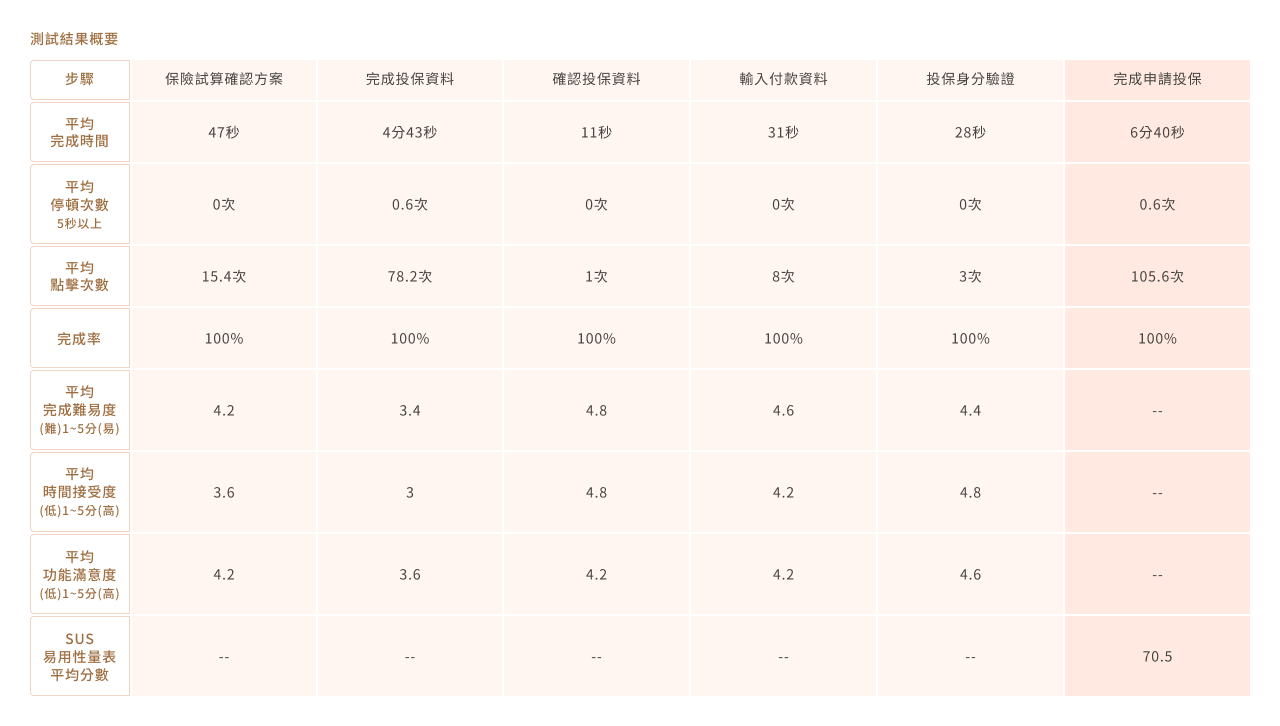 測試結果概要
步驟 保險試算確認方案 完成投保資料 確認投保資料 輸入付款資料 投保身分驗證 完成申請投保
平均
完成時間 47秒 4分43秒 11秒 31秒 28秒 6分40秒
平均
停頓次數 0次 0.6次 0次 0次 0次 0.6次
5秒以上
平均
點擊次數 15.4次 78.2次 1次 8次 3次 105.6次
完成率 100% 100% 100% 100% 100% 100%
平均
完成難易度 4.2 3.4 4.8 4.6 4.4 --
(難)1~5分(易)
平均
時間接受度 3.6 3 4.8 4.2 4.8 --
(低)1~5分(高)
平均
功能滿意度 4.2 3.6 4.2 4.2 4.6 --
(低)1~5分(高)
SUS
易用性量表 -- -- -- -- -- 70.5
平均分數